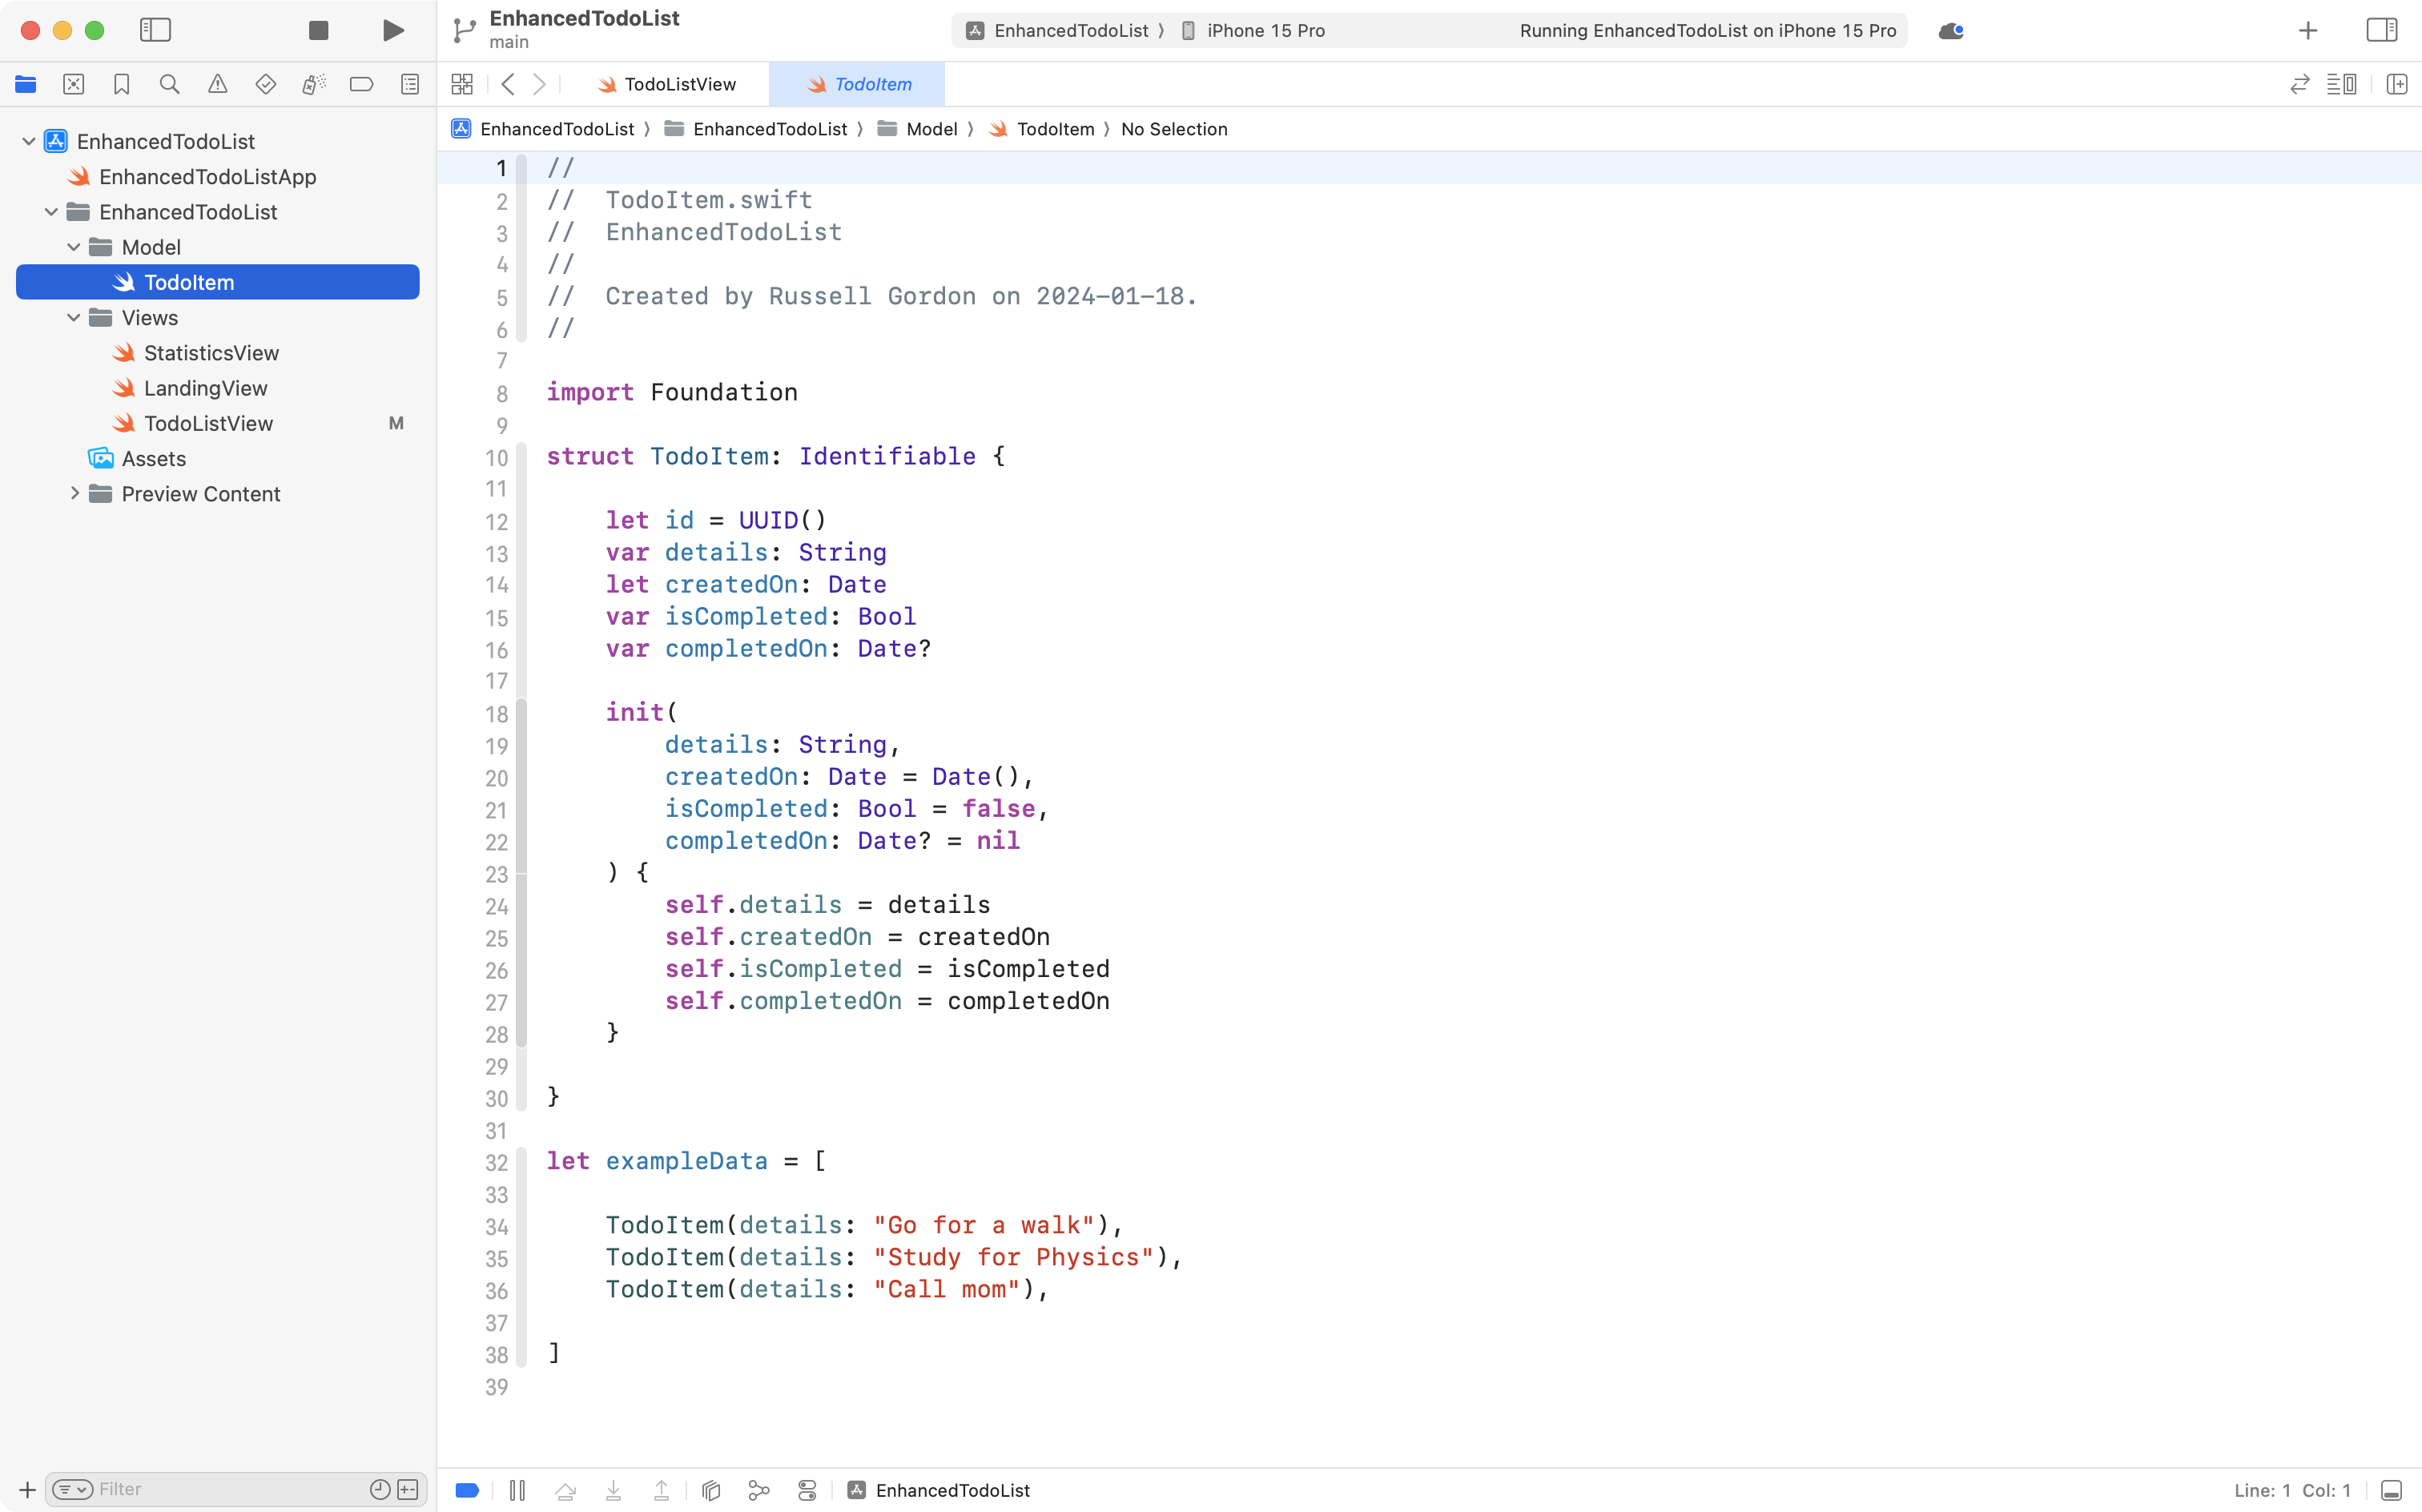 EnhancedTodoList
main
EnhancedTodoList ⟩ iPhone 15 Pro
Running EnhancedTodoList on iPhone 15 Pro
TodoListView
TodoItem
EnhancedTodoList ⟩ EnhancedTodoList ⟩ Model ⟩ TodoItem ⟩ No Selection
EnhancedTodoList
EnhancedTodoListApp
EnhancedTodoList
Model
TodoItem
Views
StatisticsView
LandingView
TodoListView M
Assets
Preview Content
Filter
1 //
2 //  TodoItem.swift
3 //  EnhancedTodoList
4 //
5 //  Created by Russell Gordon on 2024-01-18.
6 //
7
8 import Foundation
9
10 struct TodoItem: Identifiable {
11
12     let id = UUID()
13     var details: String
14     let createdOn: Date
15     var isCompleted: Bool
16     var completedOn: Date?
17
18     init(
19         details: String,
20         createdOn: Date = Date(),
21         isCompleted: Bool = false,
22         completedOn: Date? = nil
23     ) {
24         self.details = details
25         self.createdOn = createdOn
26         self.isCompleted = isCompleted
27         self.completedOn = completedOn
28     }
29
30 }
31
32 let exampleData = [
33
34     TodoItem(details: "Go for a walk"),
35     TodoItem(details: "Study for Physics"),
36     TodoItem(details: "Call mom"),
37
38 ]
39
EnhancedTodoList
Line: 1 Col: 1